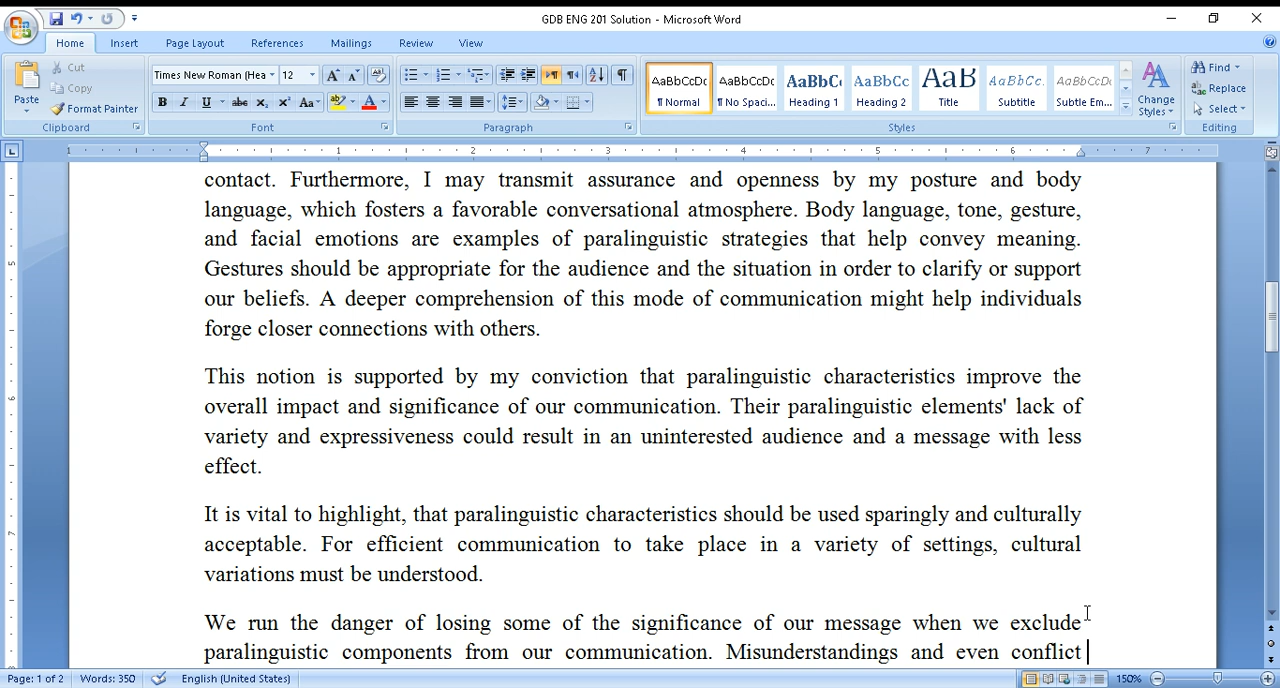 GDB ENG 201 Solution - Microsoft Word
Home Insert Page Layout References Mailings Review View
Paste
Cut
Copy
Format Painter
Clipboard
Times New Roman (Hea 12
Font
Paragraph
AaBbCcDc AaBbCcDc AaBbC AaBbCc AaB AaBbCc. AaBbCcDc
¶ Normal ¶ No Spaci... Heading 1 Heading 2 Title Subtitle Subtle Em...
Change
Styles
Styles
Find
Replace
Select
Editing
1 1 2 3 4 5 6 7
contact. Furthermore, I may transmit assurance and openness by my posture and body
language, which fosters a favorable conversational atmosphere. Body language, tone, gesture,
and facial emotions are examples of paralinguistic strategies that help convey meaning.
Gestures should be appropriate for the audience and the situation in order to clarify or support
our beliefs. A deeper comprehension of this mode of communication might help individuals
forge closer connections with others.
This notion is supported by my conviction that paralinguistic characteristics improve the
overall impact and significance of our communication. Their paralinguistic elements' lack of
variety and expressiveness could result in an uninterested audience and a message with less
effect.
It is vital to highlight, that paralinguistic characteristics should be used sparingly and culturally
acceptable. For efficient communication to take place in a variety of settings, cultural
variations must be understood.
We run the danger of losing some of the significance of our message when we exclude
paralinguistic components from our communication. Misunderstandings and even conflict
Page: 1 of 2 Words: 350 English (United States) 150%